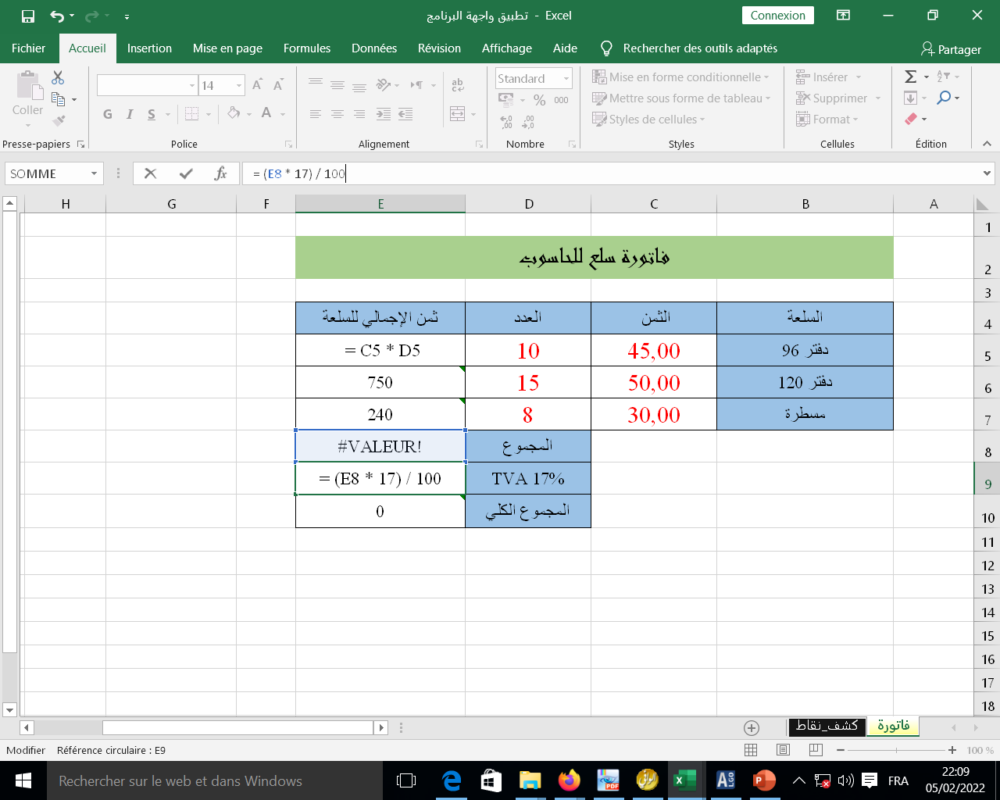 تطبيق واجهة البرنامج - Excel
Connexion
Fichier Accueil Insertion Mise en page Formules Données Révision Affichage Aide Rechercher des outils adaptés Partager
Coller
14
G I S
A
ab
Standard
% 000
Mise en forme conditionnelle
Mettre sous forme de tableau
Styles de cellules
Insérer
Supprimer
Format
Presse-papiers Police Alignement Nombre Styles Cellules Édition
SOMME
fx
= (E8 * 17) / 100
H G F E D C B A
1
فاتورة سلع للحاسوب
2
3
السلعة الثمن العدد ثمن الإجمالي للسلعة
4
دفتر 96 45,00 10 = C5 * D5
5
دفتر 120 50,00 15 750
6
مسطرة 30,00 8 240
7
المجموع #VALEUR!
8
TVA 17% = (E8 * 17) / 100
9
المجموع الكلي 0
10
11
12
13
14
15
16
17
18
فاتورة كشف_نقاط
Modifier Référence circulaire : E9
100 %
Rechercher sur le web et dans Windows
FRA
22:09
05/02/2022